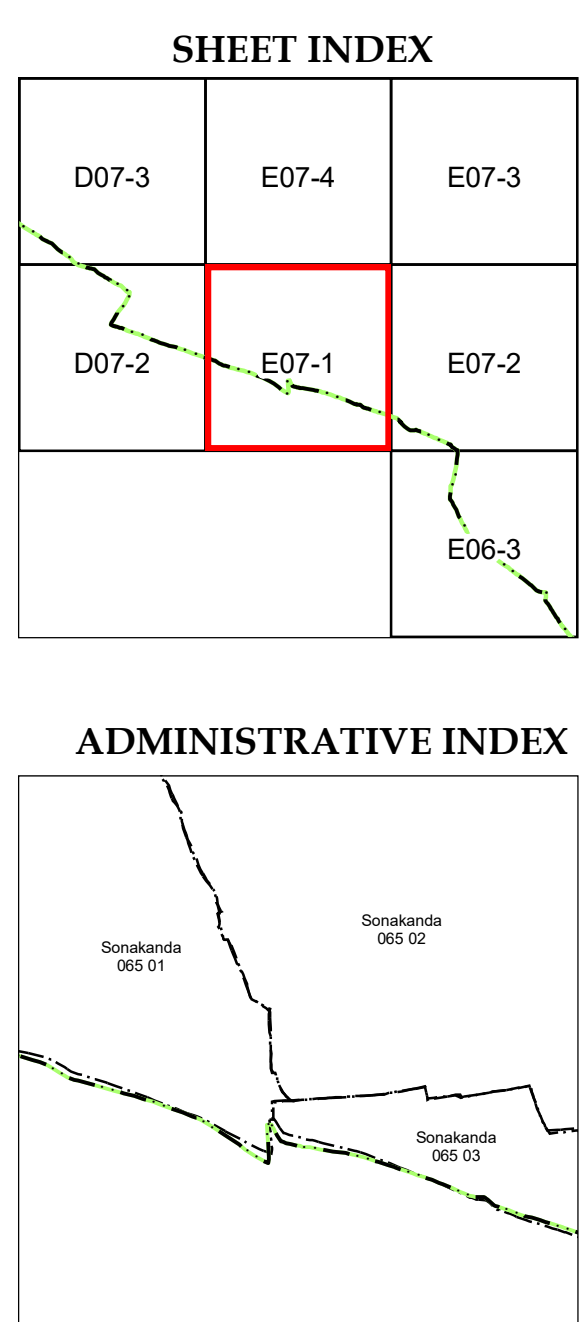 SHEET INDEX
D07-3 E07-4 E07-3
D07-2 E07-1 E07-2
E06-3
ADMINISTRATIVE INDEX
Sonakanda
065 02
Sonakanda
065 01
Sonakanda
065 03